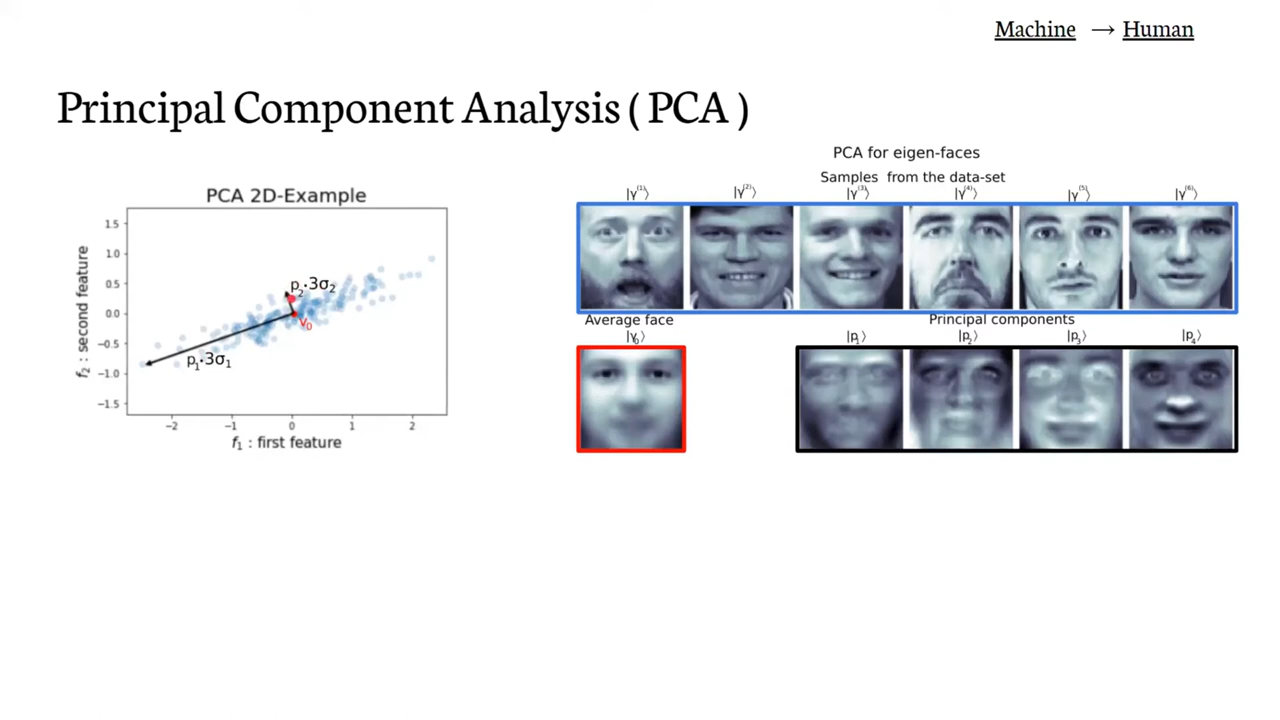 Machine → Human
Principal Component Analysis ( PCA )
PCA 2D-Example
1.5
1.0
0.5
0.0
−0.5
−1.0
−1.5
f₂ : second feature
p₂·3σ₂
v₀
p₁·3σ₁
−2 −1 0 1 2
f₁ : first feature
PCA for eigen-faces
Samples from the data-set
|γ⁽¹⁾⟩ |γ⁽²⁾⟩ |γ⁽³⁾⟩ |γ⁽⁴⁾⟩ |γ⁽⁵⁾⟩ |γ⁽⁶⁾⟩
Average face
|γ₀⟩
Principal components
|p₁⟩ |p₂⟩ |p₃⟩ |p₄⟩